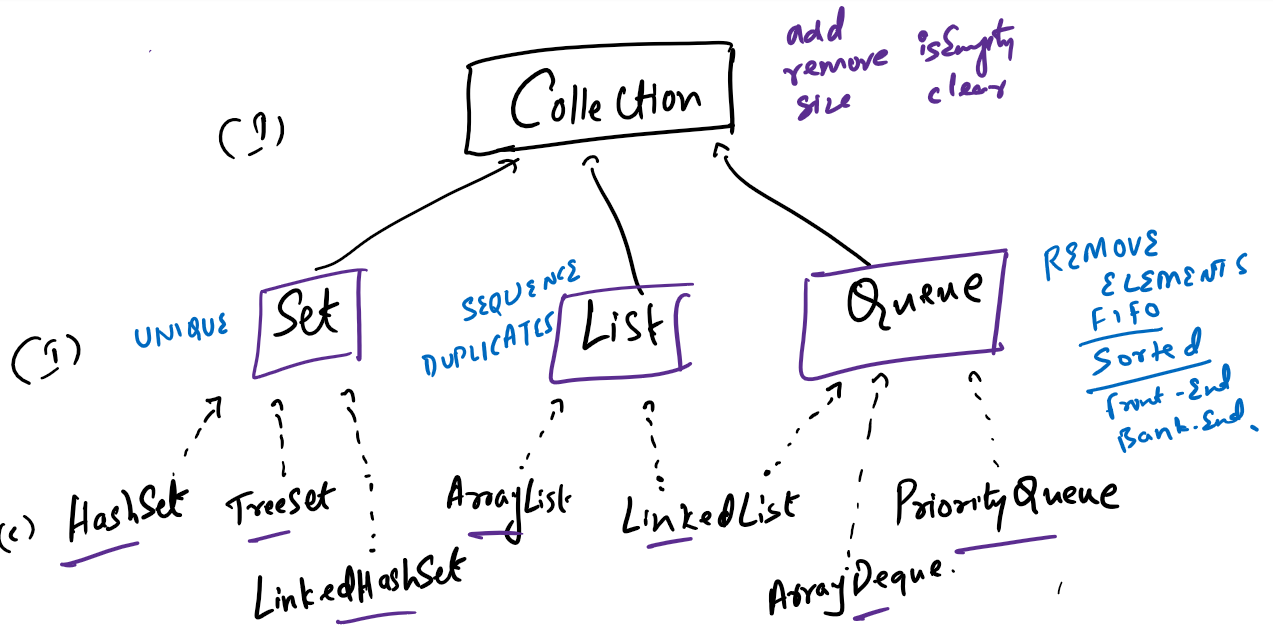 Collection
add
remove isEmpty
size clear
(I)
Set
UNIQUE
SEQUENCE
DUPLICATES
List
Queue
REMOVE
ELEMENTS
FIFO
Sorted
Front-End
Bank-End.
(I)
(c) HashSet TreeSet ArrayList LinkedList PriorityQueue
LinkedHashSet ArrayDeque.